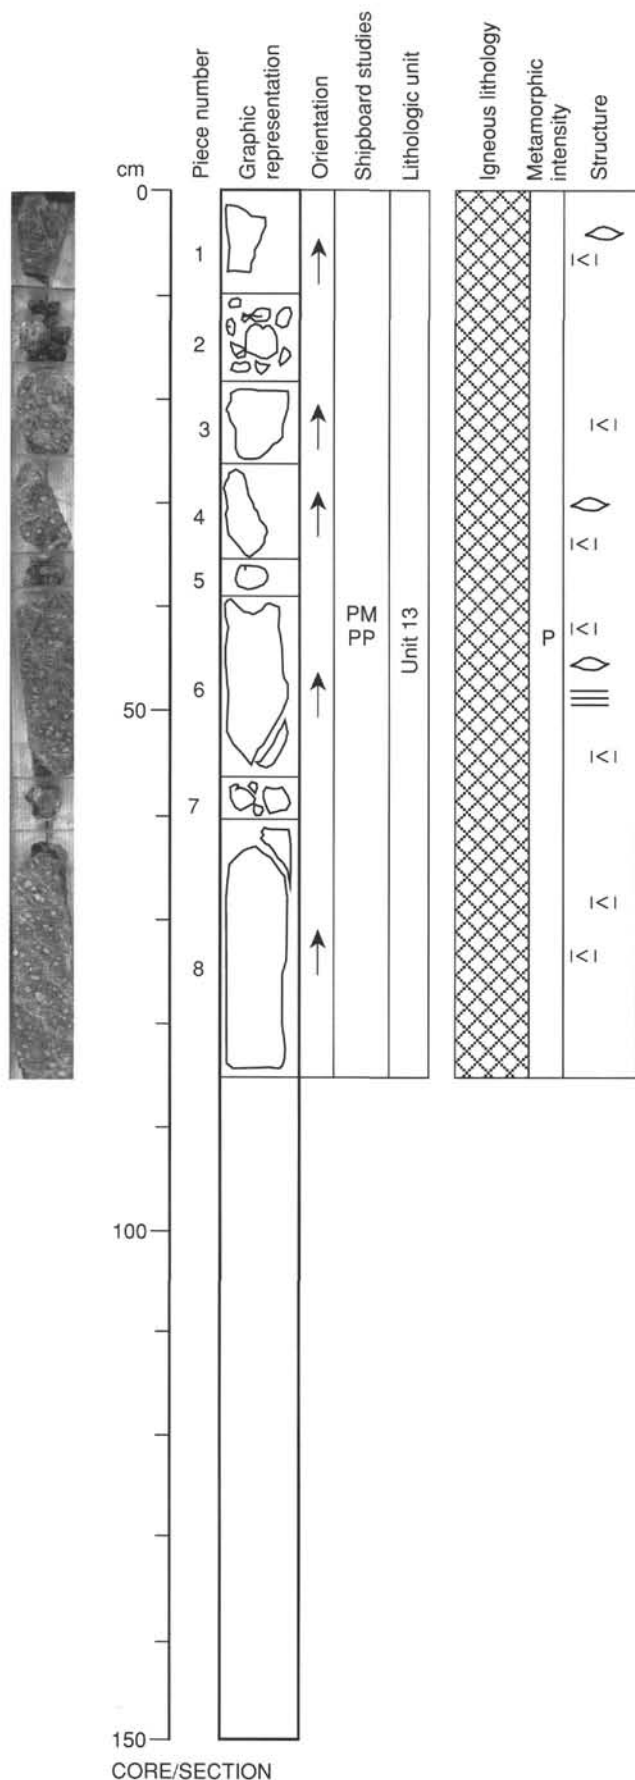 cm
Piece number
Graphic
representation
Orientation
Shipboard studies
Lithologic unit
Igneous lithology
Metamorphic
intensity
Structure
0
1
2
3
4
5
PM
PP
Unit 13
P
6
50
7
8
100
150
CORE/SECTION